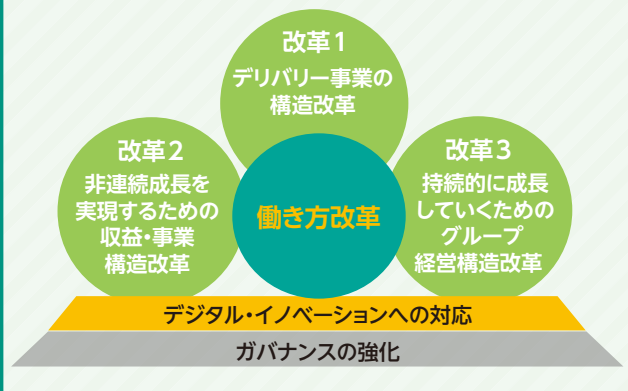 改革1
デリバリー事業の
構造改革
改革2
非連続成長を
実現するための
収益・事業
構造改革
働き方改革
改革3
持続的に成長
していくための
グループ
経営構造改革
デジタル・イノベーションへの対応
ガバナンスの強化